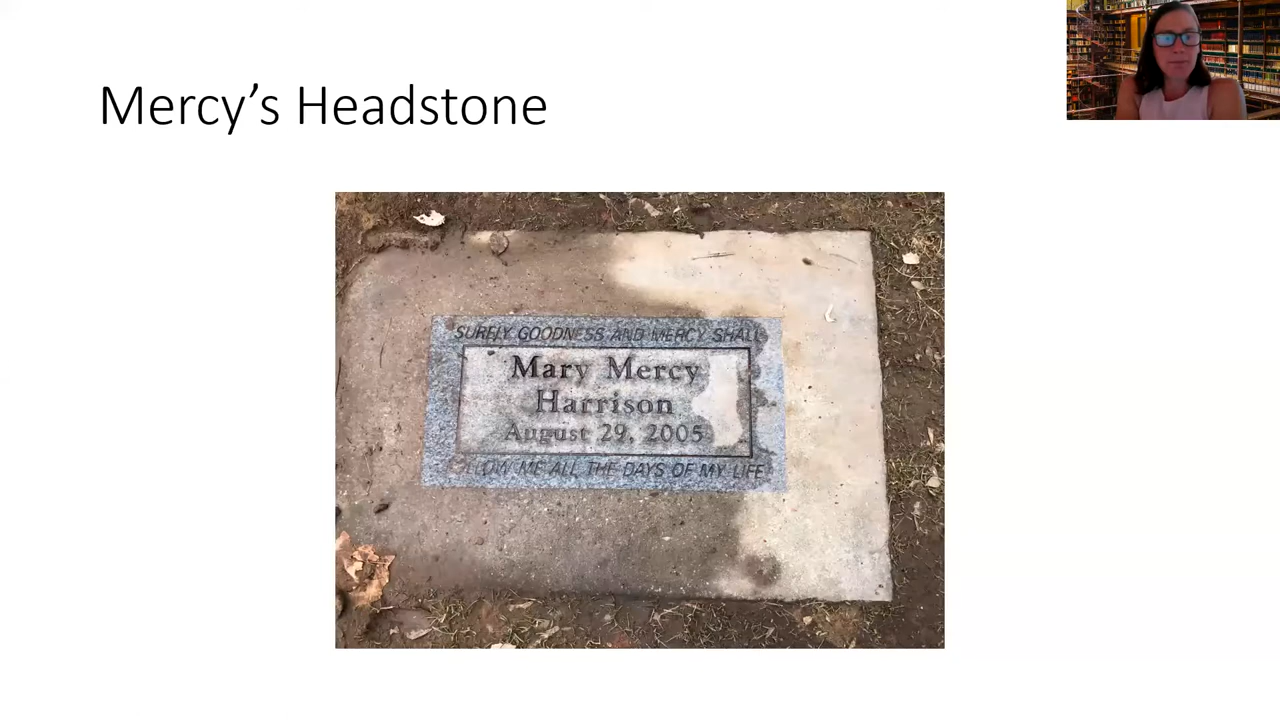 Mercy’s Headstone
SURELY GOODNESS AND MERCY SHALL
Mary Mercy
Harrison
August 29, 2005
FOLLOW ME ALL THE DAYS OF MY LIFE